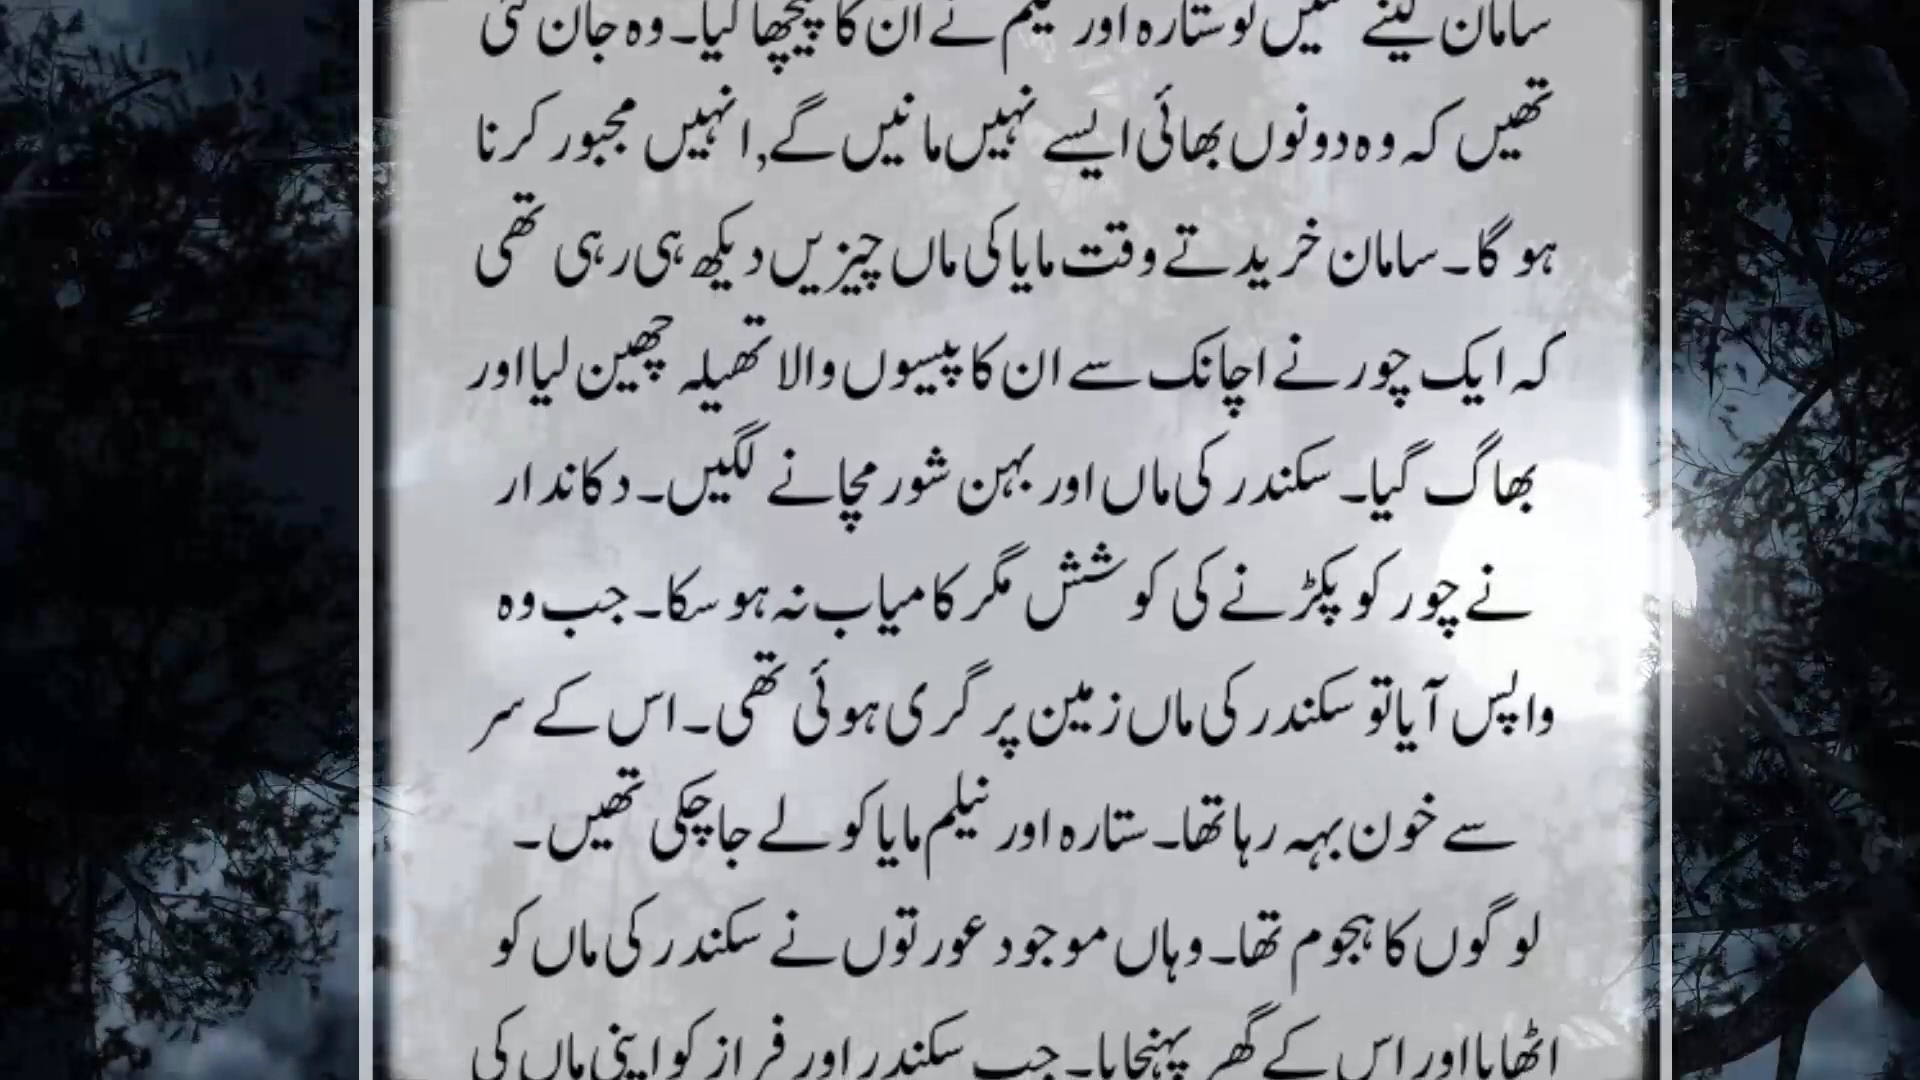 سامان لینے گئیں تو ستارہ اور نیلم نے ان کا پیچھا کیا۔ وہ جان گئی
تھیں کہ وہ دونوں بھائی ایسے نہیں مانیں گے, انہیں مجبور کرنا
ہو گا۔ سامان خریدتے وقت مایا کی ماں چیزیں دیکھ ہی رہی تھی
کہ ایک چور نے اچانک سے ان کا پیسوں والا تھیلہ چھین لیا اور
بھاگ گیا۔ سکندر کی ماں اور بہن شور مچانے لگیں۔ دکاندار
نے چور کو پکڑنے کی کوشش مگر کامیاب نہ ہو سکا۔ جب وہ
واپس آیا تو سکندر کی ماں زمین پر گری ہوئی تھی۔ اس کے سر
سے خون بہہ رہا تھا۔ ستارہ اور نیلم مایا کو لے جا چکی تھیں۔
لوگوں کا ہجوم تھا۔ وہاں موجود عورتوں نے سکندر کی ماں کو
اٹھایا اور اس کے گھر پہنچایا۔ جب سکندر اور فراز کو اپنی ماں کی